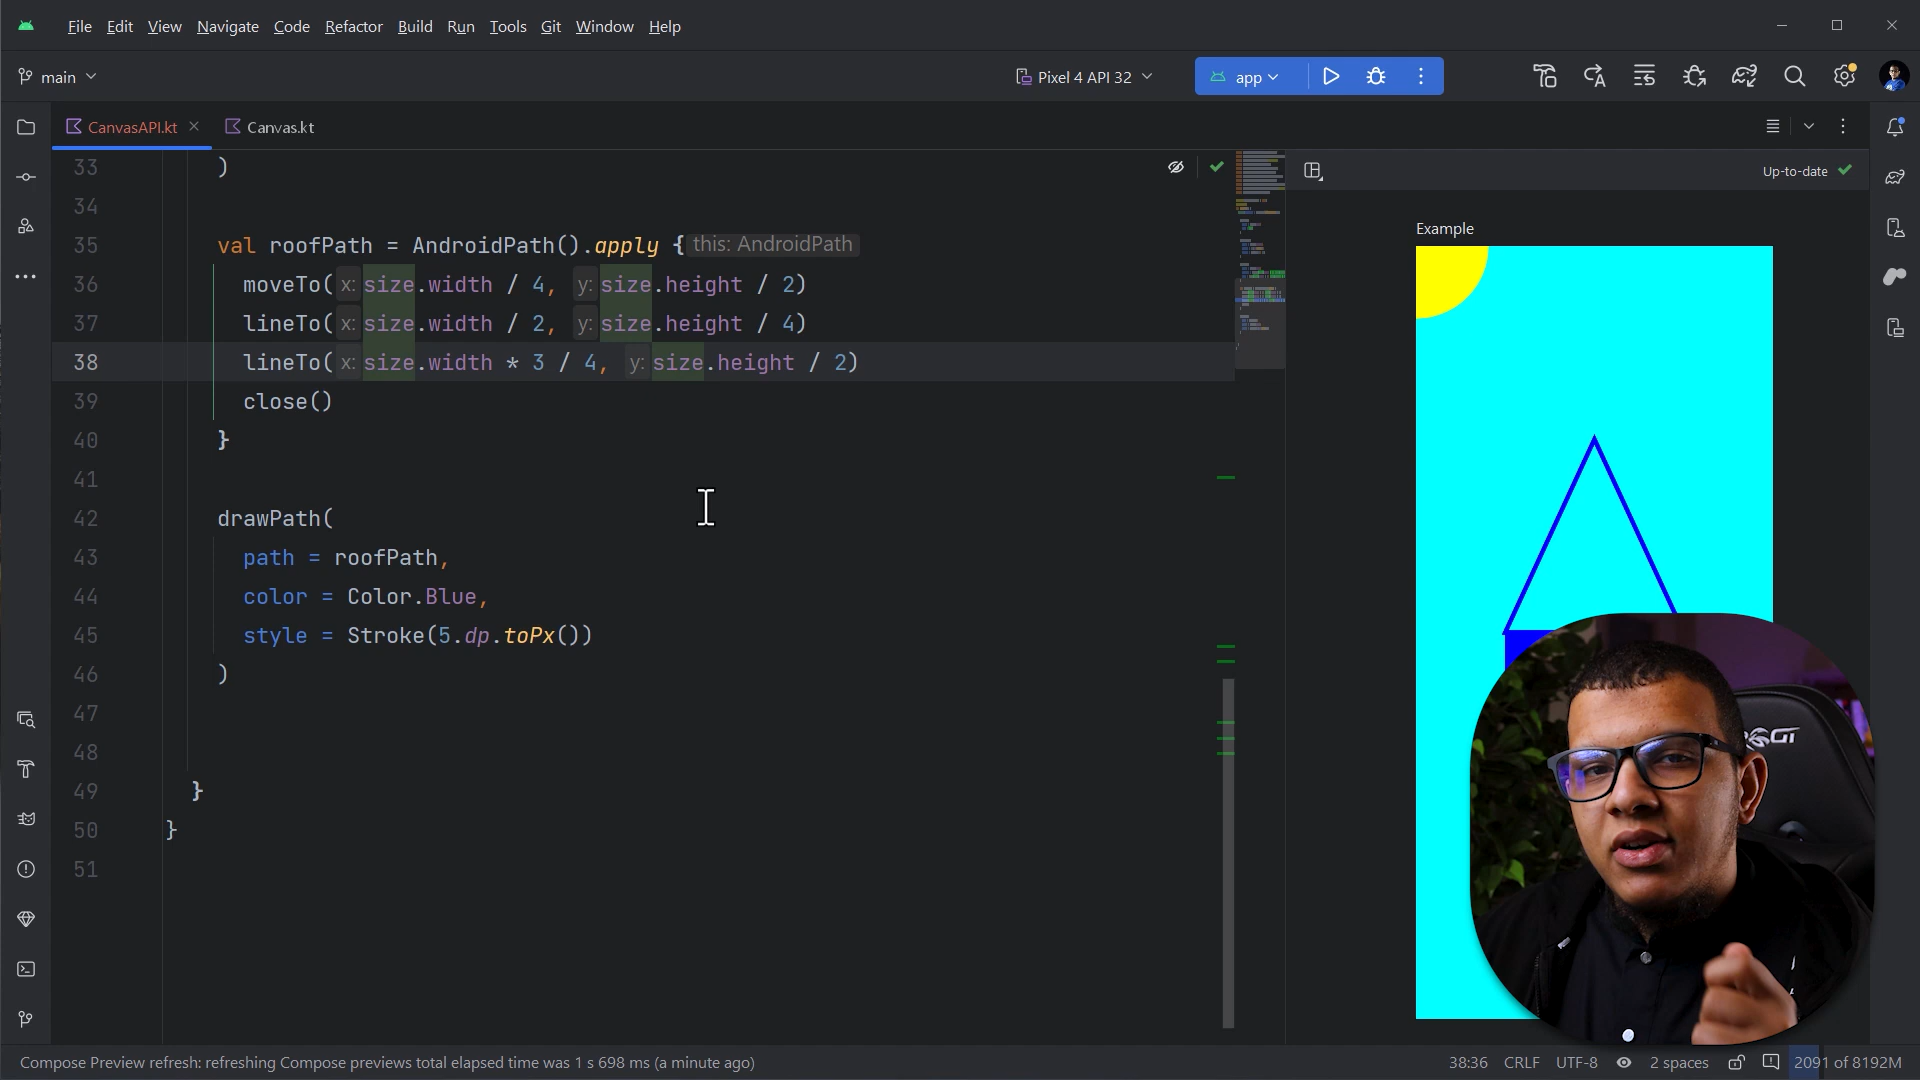 File Edit View Navigate Code Refactor Build Run Tools Git Window Help
main Pixel 4 API 32 app
CanvasAPI.kt Canvas.kt
33 )
Up-to-date
34
Example
35 val roofPath = AndroidPath().apply { this: AndroidPath
36 moveTo( x: size.width / 4, y: size.height / 2)
37 lineTo( x: size.width / 2, y: size.height / 4)
38 lineTo( x: size.width * 3 / 4, y: size.height / 2)
39 close()
40 }
41
42 drawPath(
43 path = roofPath,
44 color = Color.Blue,
45 style = Stroke(5.dp.toPx())
46 )
47
48
49 }
50 }
51
Compose Preview refresh: refreshing Compose previews total elapsed time was 1 s 698 ms (a minute ago) 38:36 CRLF UTF-8 2 spaces 2091 of 8192M